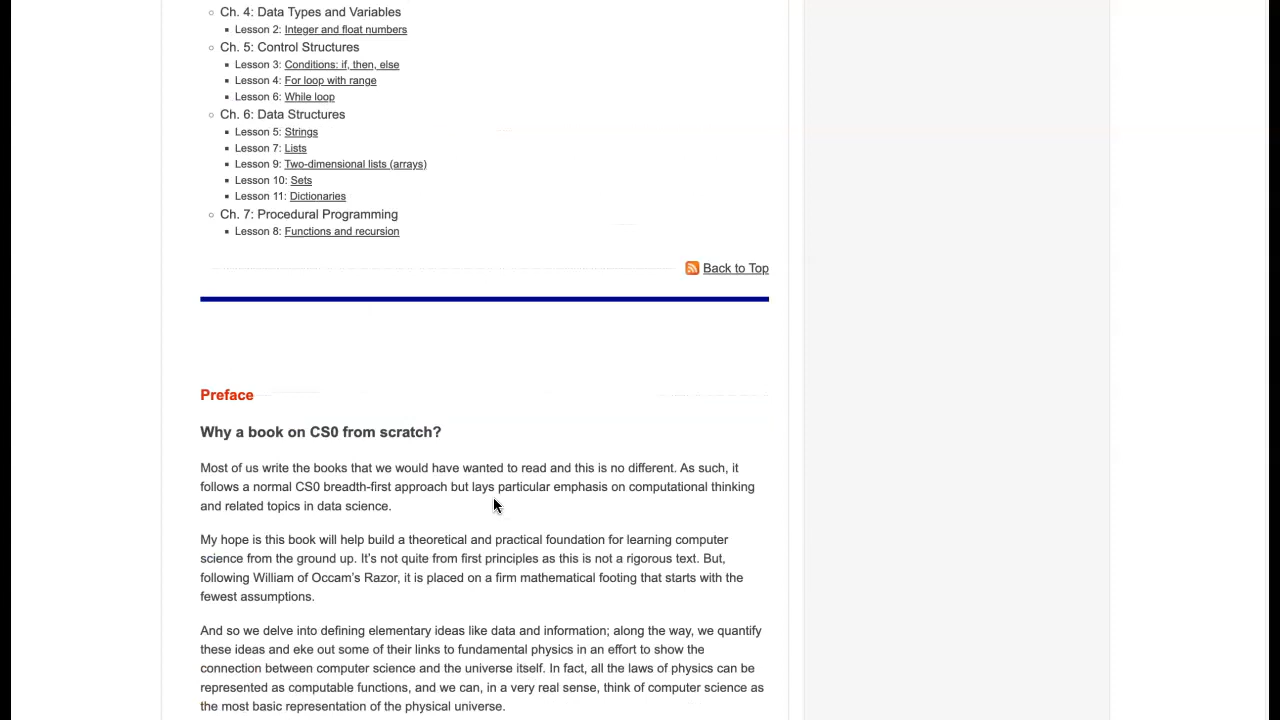 Ch. 4: Data Types and Variables
Lesson 2: Integer and float numbers
Ch. 5: Control Structures
Lesson 3: Conditions: if, then, else
Lesson 4: For loop with range
Lesson 6: While loop
Ch. 6: Data Structures
Lesson 5: Strings
Lesson 7: Lists
Lesson 9: Two-dimensional lists (arrays)
Lesson 10: Sets
Lesson 11: Dictionaries
Ch. 7: Procedural Programming
Lesson 8: Functions and recursion
Back to Top
Preface
Why a book on CS0 from scratch?
Most of us write the books that we would have wanted to read and this is no different. As such, it
follows a normal CS0 breadth-first approach but lays particular emphasis on computational thinking
and related topics in data science.
My hope is this book will help build a theoretical and practical foundation for learning computer
science from the ground up. It's not quite from first principles as this is not a rigorous text. But,
following William of Occam's Razor, it is placed on a firm mathematical footing that starts with the
fewest assumptions.
And so we delve into defining elementary ideas like data and information; along the way, we quantify
these ideas and eke out some of their links to fundamental physics in an effort to show the
connection between computer science and the universe itself. In fact, all the laws of physics can be
represented as computable functions, and we can, in a very real sense, think of computer science as
the most basic representation of the physical universe.